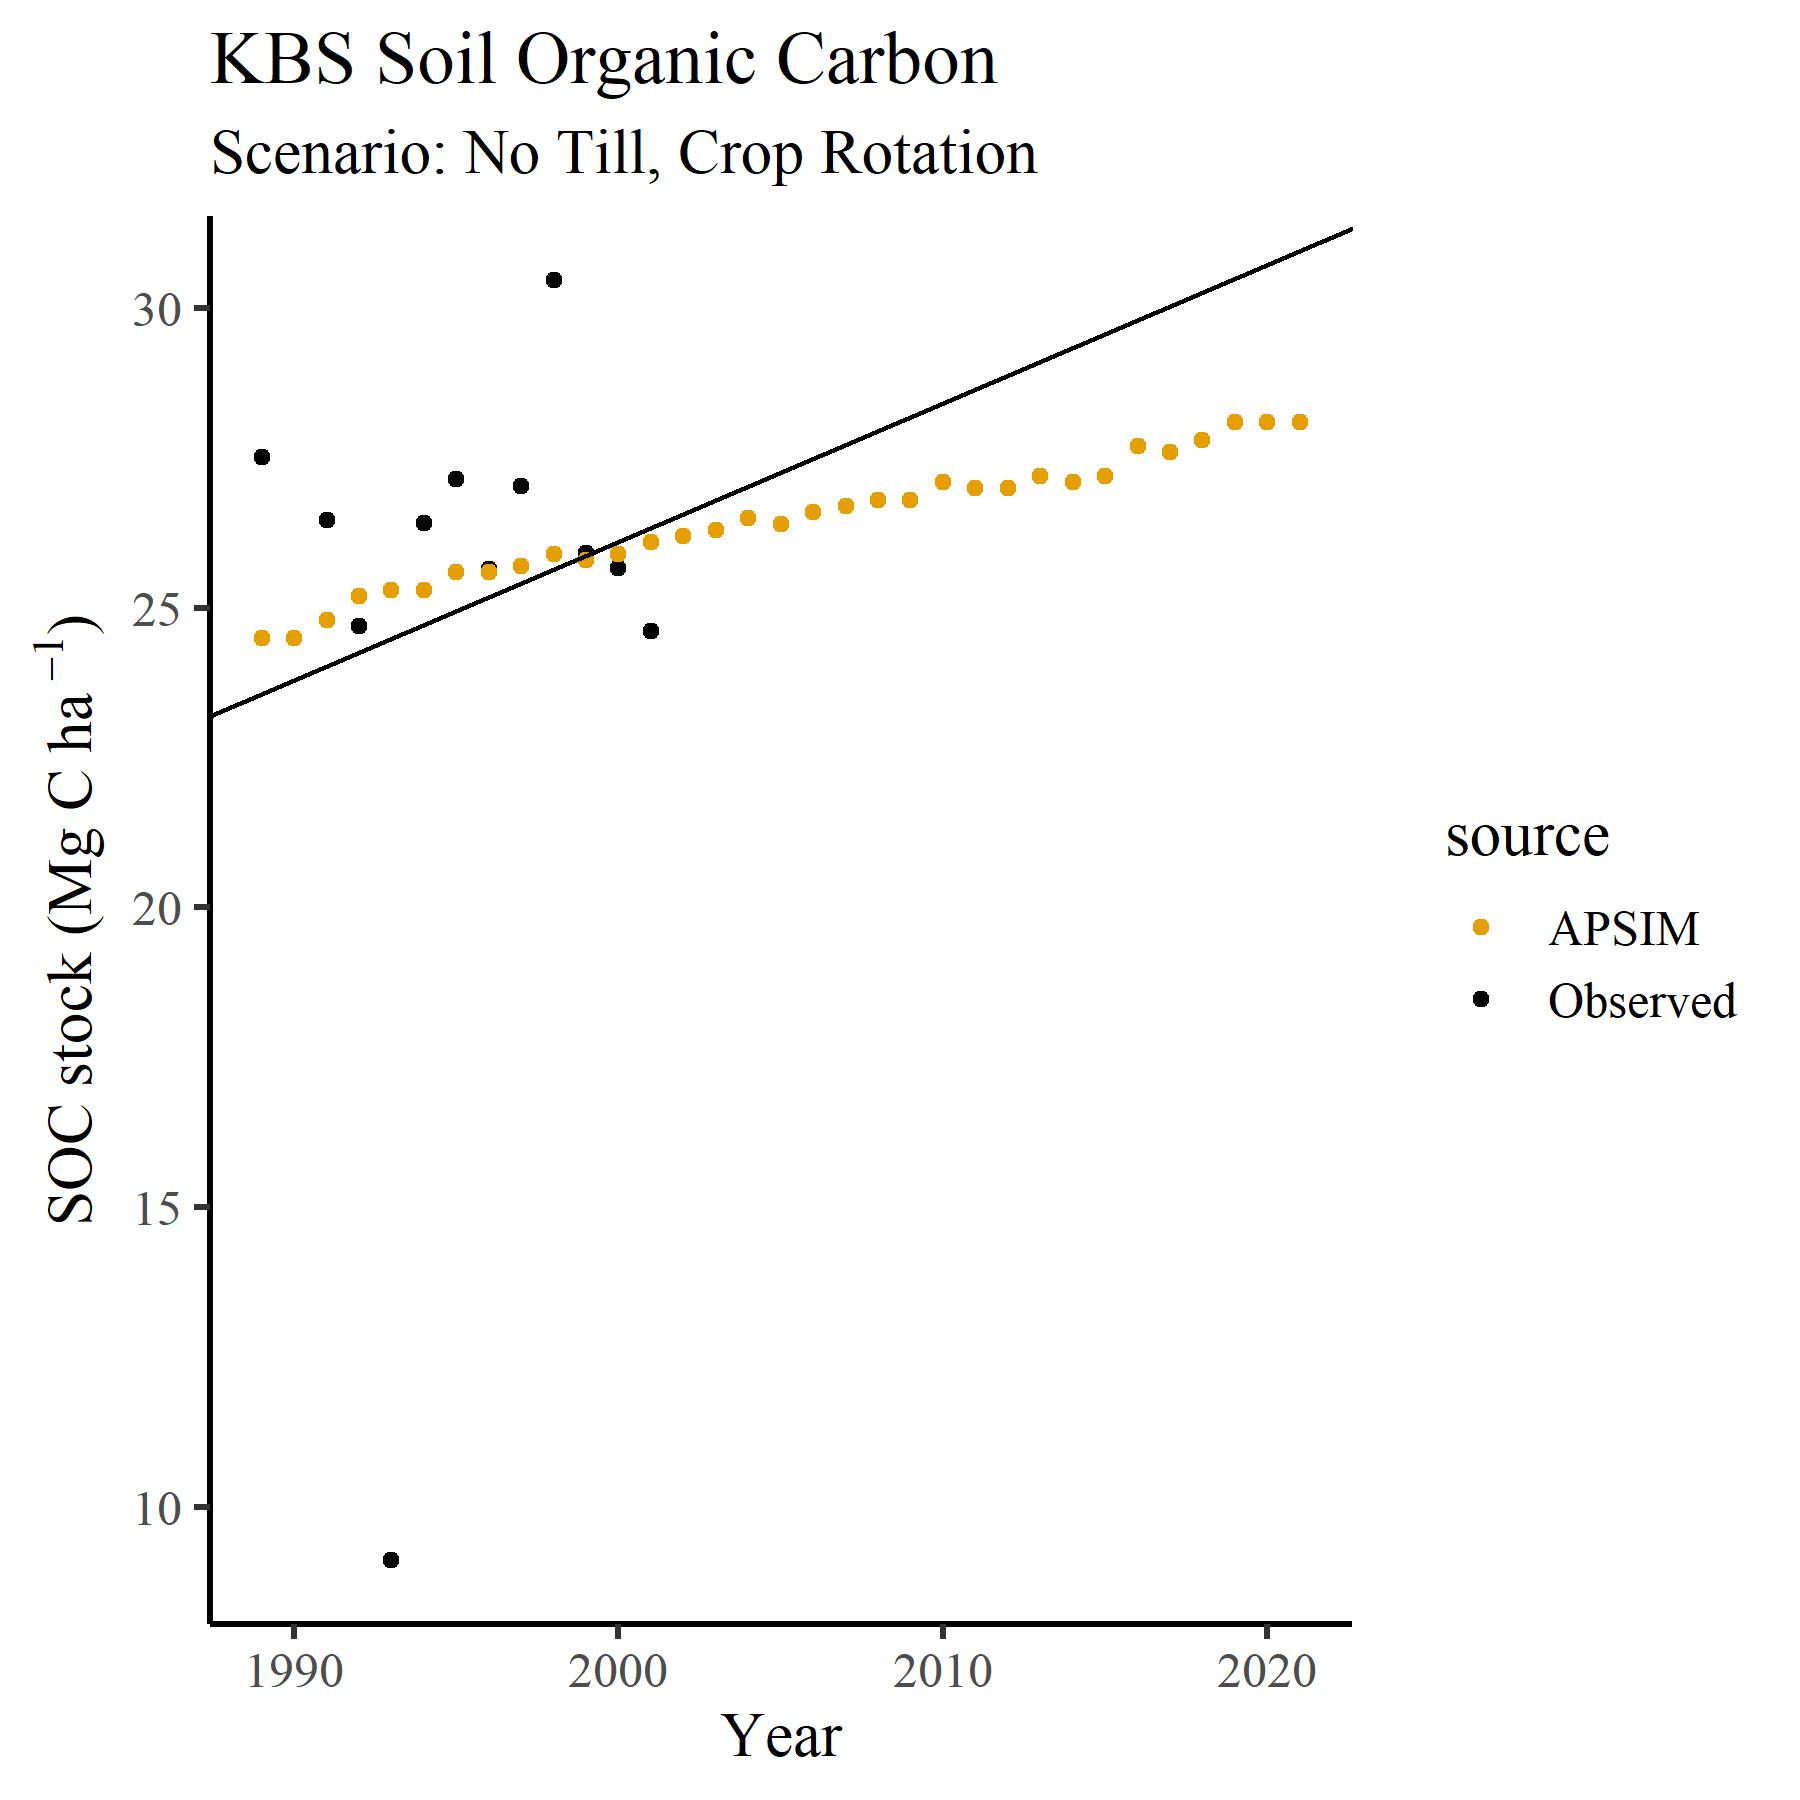 KBS Soil Organic Carbon
Scenario: No Till, Crop Rotation
SOC stock (Mg C ha⁻¹)
30
25
20
15
10
1990 2000 2010 2020
Year
source
APSIM
Observed